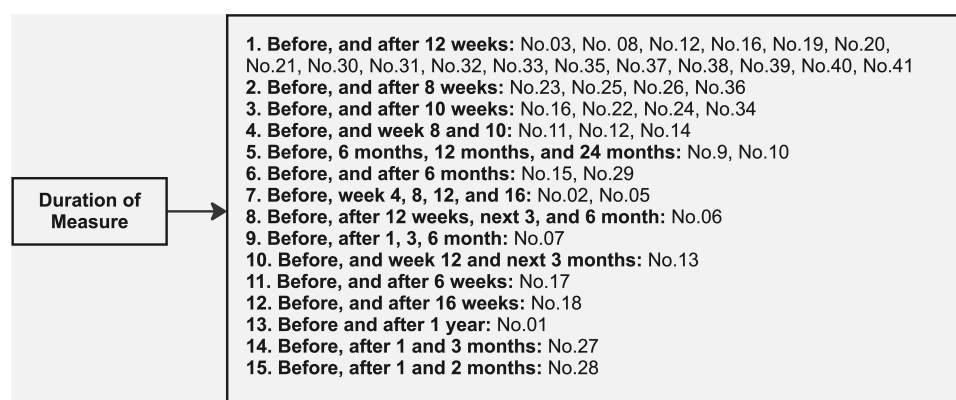 Duration of
Measure
1. Before, and after 12 weeks: No.03, No. 08, No.12, No.16, No.19, No.20,
No.21, No.30, No.31, No.32, No.33, No.35, No.37, No.38, No.39, No.40, No.41
2. Before, and after 8 weeks: No.23, No.25, No.26, No.36
3. Before, and after 10 weeks: No.16, No.22, No.24, No.34
4. Before, and week 8 and 10: No.11, No.12, No.14
5. Before, 6 months, 12 months, and 24 months: No.9, No.10
6. Before, and after 6 months: No.15, No.29
7. Before, week 4, 8, 12, and 16: No.02, No.05
8. Before, after 12 weeks, next 3, and 6 month: No.06
9. Before, after 1, 3, 6 month: No.07
10. Before, and week 12 and next 3 months: No.13
11. Before, and after 6 weeks: No.17
12. Before, and after 16 weeks: No.18
13. Before and after 1 year: No.01
14. Before, after 1 and 3 months: No.27
15. Before, after 1 and 2 months: No.28